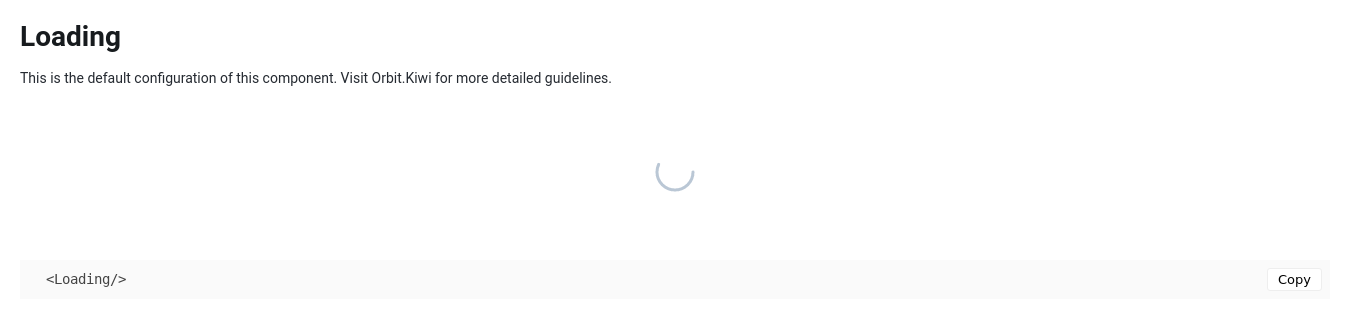 Loading
This is the default configuration of this component. Visit Orbit.Kiwi for more detailed guidelines.
<Loading/>
Copy